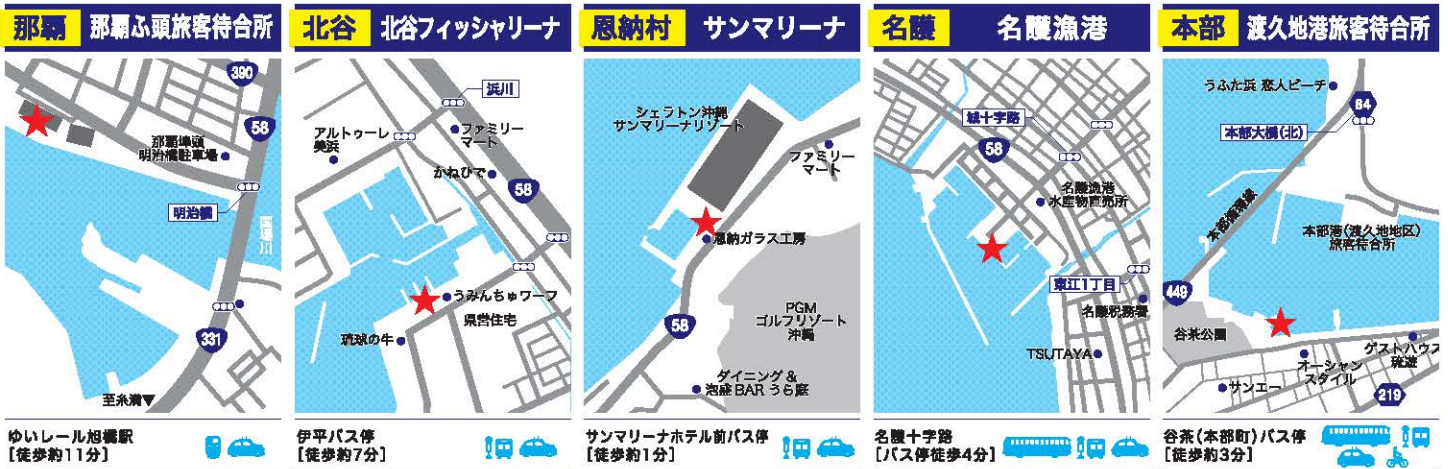 那覇 那覇ふ頭旅客待合所
390
58
那覇埠頭
明治橋駐車場
明治橋
国場川
331
至糸満▼
ゆいレール旭橋駅
[徒歩約11分]
北谷 北谷フィッシャリーナ
浜川
アルトゥーレ
美浜
ファミリー
マート
かねひで
58
うみんちゅワーフ
県営住宅
琉球の牛
伊平バス停
[徒歩約7分]
恩納村 サンマリーナ
シェラトン沖縄
サンマリーナリゾート
ファミリー
マート
恩納ガラス工房
PGM
ゴルフリゾート
沖縄
58
ダイニング &
泡盛 BAR うら庭
サンマリーナホテル前バス停
[徒歩約1分]
名護 名護漁港
城十字路
58
名護漁港
水産物直売所
東江1丁目
名護税務署
TSUTAYA
名護十字路
[バス停徒歩4分]
本部 渡久地港旅客待合所
うふた浜 恋人ビーチ
84
本部大橋(北)
本部循環線
本部港(渡久地地区)
旅客待合所
449
谷茶公園
ゲストハウス
オーシャン
スタイル
サンエー
219
谷茶(本部町)バス停
[徒歩約3分]